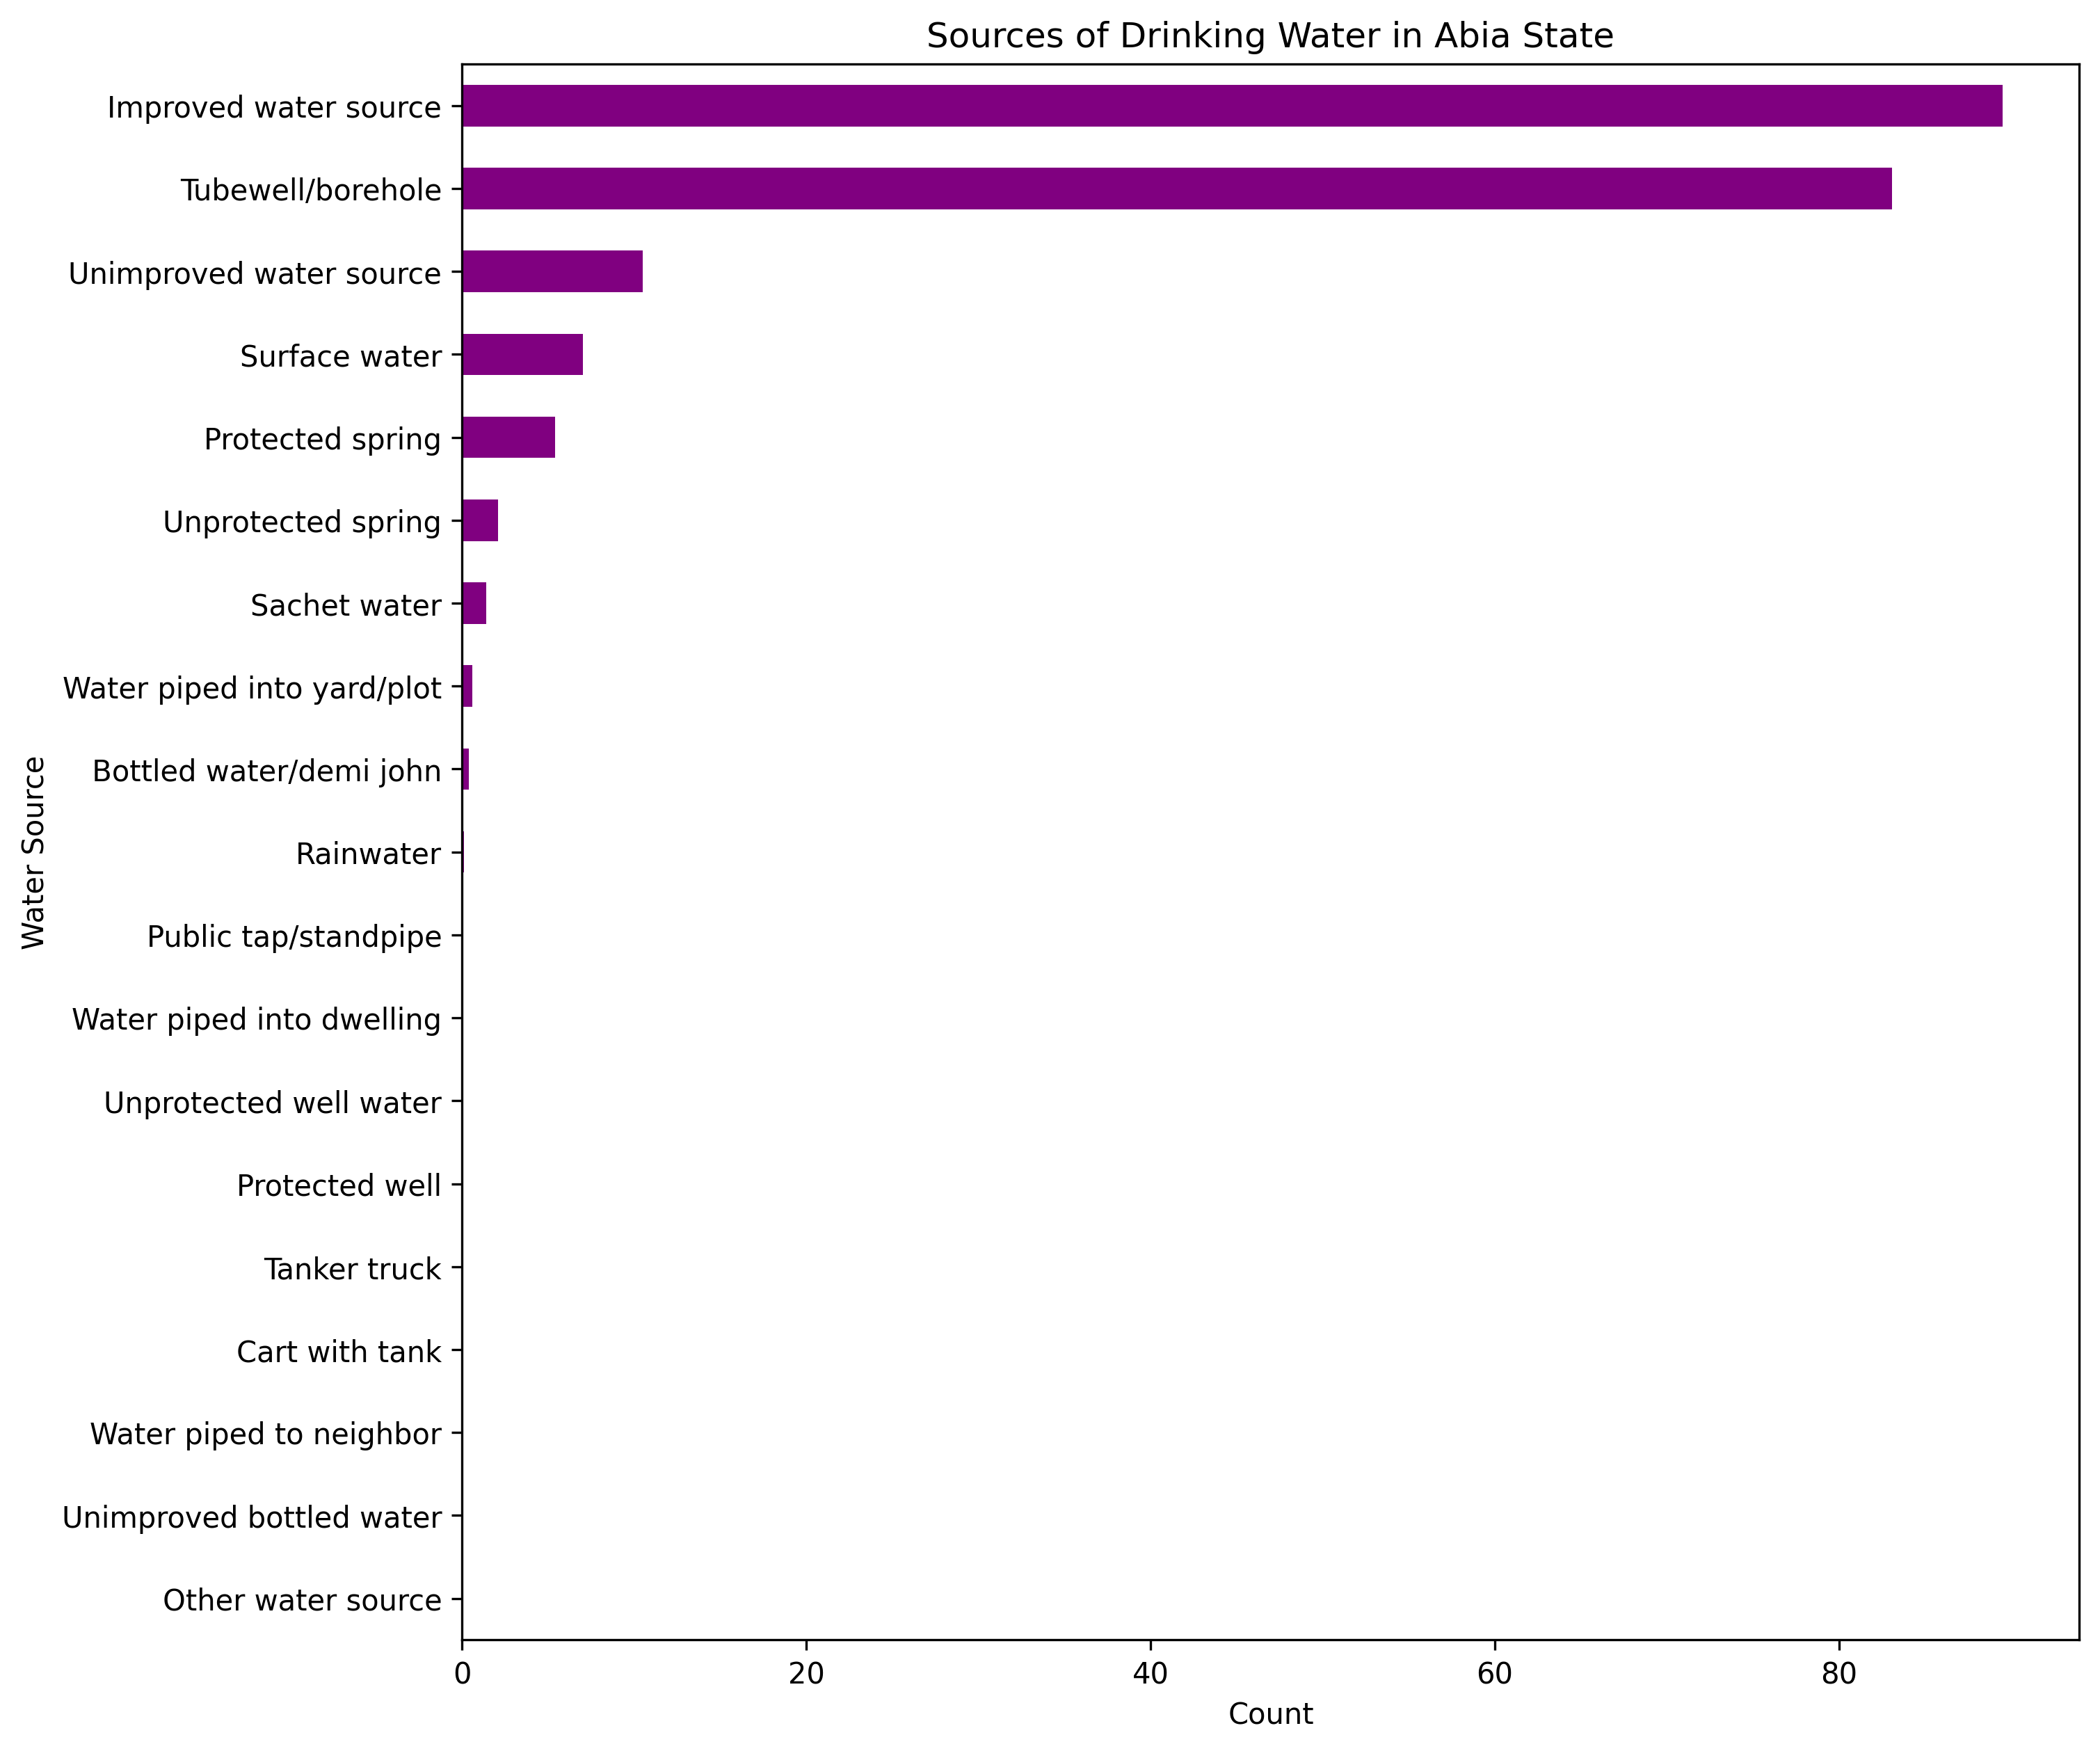 Sources of Drinking Water in Abia State
Improved water source
Tubewell/borehole
Unimproved water source
Surface water
Protected spring
Unprotected spring
Sachet water
Water piped into yard/plot
Bottled water/demi john
Rainwater
Public tap/standpipe
Water piped into dwelling
Unprotected well water
Protected well
Tanker truck
Cart with tank
Water piped to neighbor
Unimproved bottled water
Other water source
Water Source
0 20 40 60 80
Count